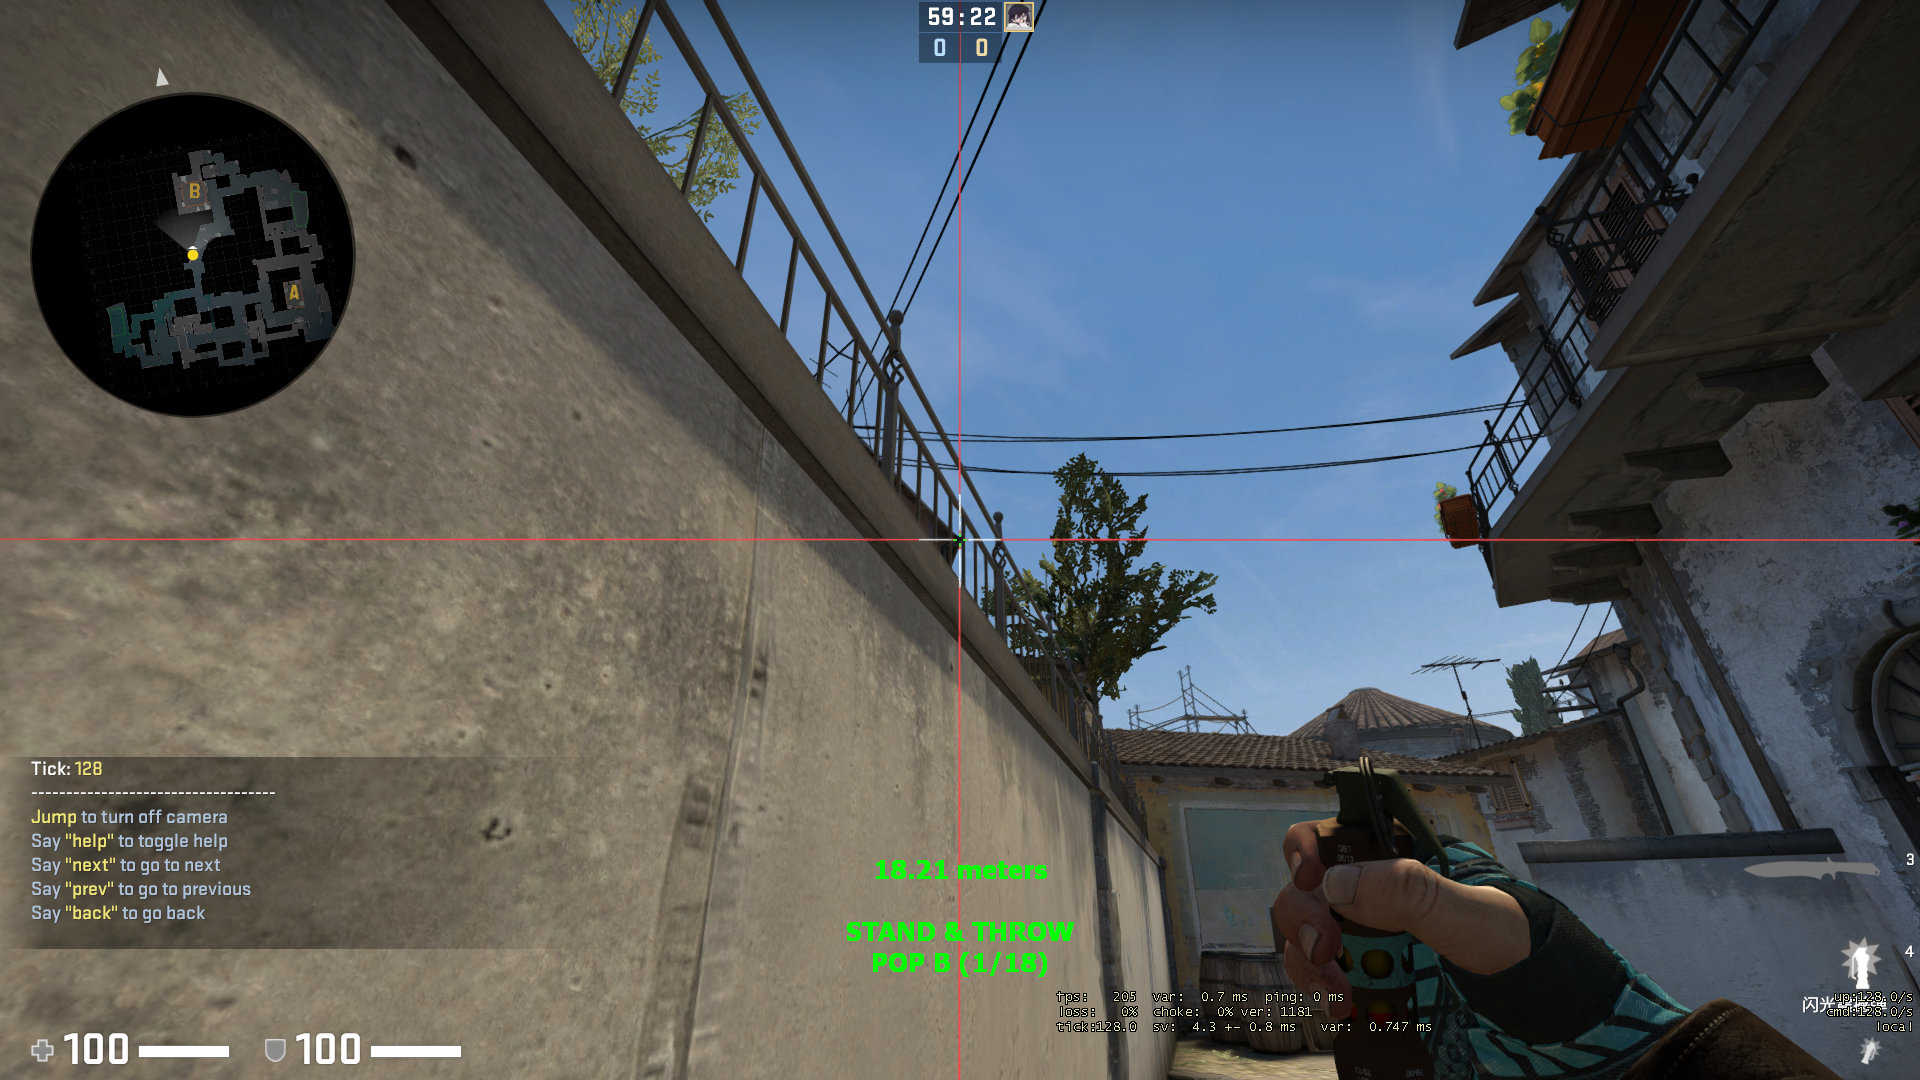 59:22
0 0
B
A
Tick: 128
----------------------------------
Jump to turn off camera
Say "help" to toggle help
Say "next" to go to next
Say "prev" to go to previous
Say "back" to go back
18.21 meters
STAND & THROW
POP B (1/18)
3
4
fps: 205 var: 0.7 ms ping: 0 ms
loss: 0% choke: 0% ver: 1181
tick:128.0 sv: 4.3 +- 0.8 ms var: 0.747 ms
闪光
up:128.0/s
cmd:128.0/s
local
100
100